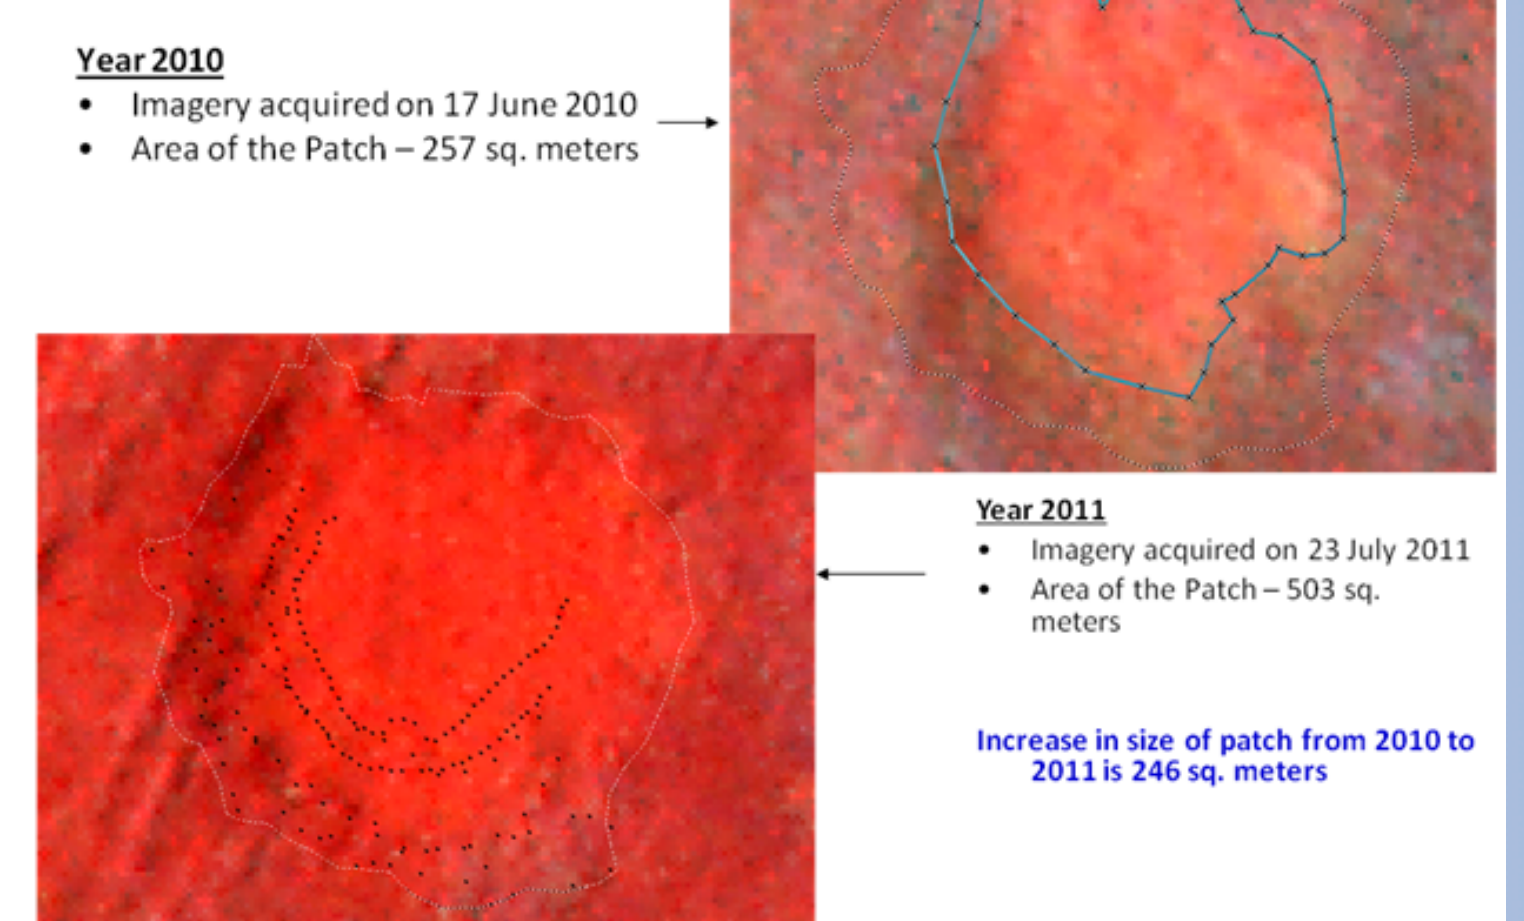 Year 2010
• Imagery acquired on 17 June 2010
• Area of the Patch – 257 sq. meters
Year 2011
• Imagery acquired on 23 July 2011
• Area of the Patch – 503 sq.
meters
Increase in size of patch from 2010 to
2011 is 246 sq. meters